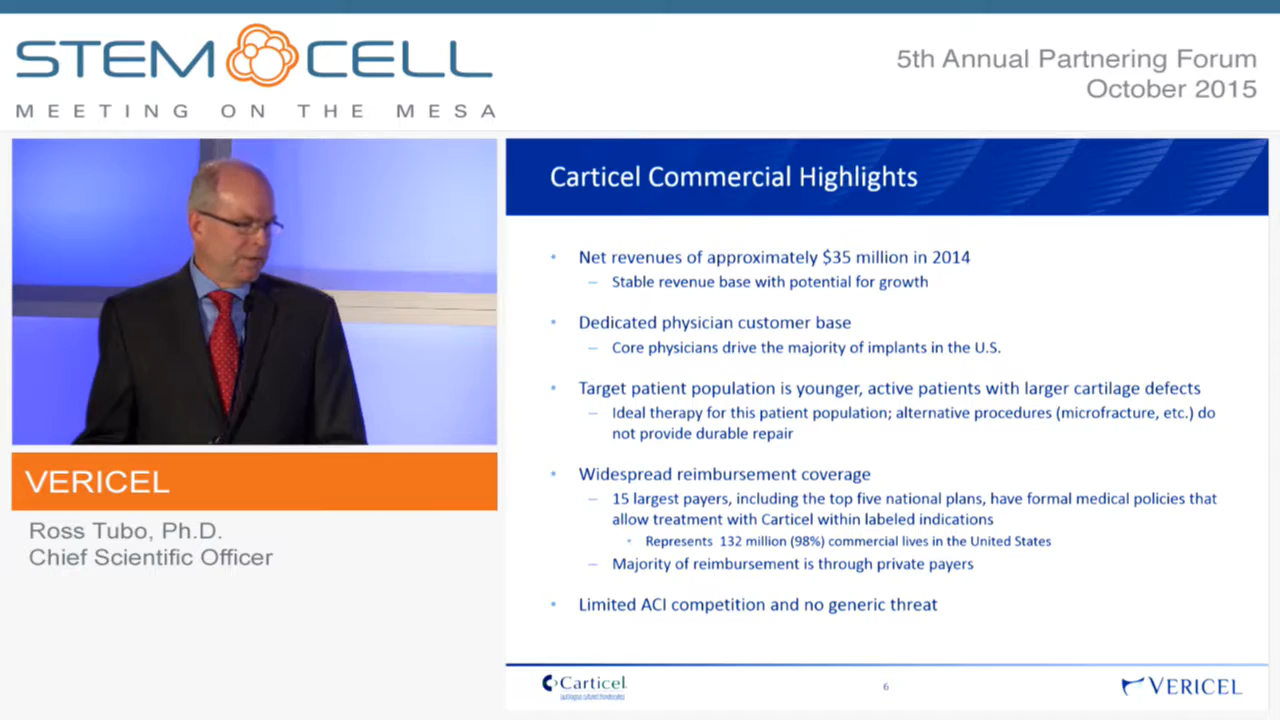 STEM CELL
MEETING ON THE MESA
5th Annual Partnering Forum
October 2015
VERICEL
Ross Tubo, Ph.D.
Chief Scientific Officer
Carticel Commercial Highlights
• Net revenues of approximately $35 million in 2014
– Stable revenue base with potential for growth
• Dedicated physician customer base
– Core physicians drive the majority of implants in the U.S.
• Target patient population is younger, active patients with larger cartilage defects
– Ideal therapy for this patient population; alternative procedures (microfracture, etc.) do
not provide durable repair
• Widespread reimbursement coverage
– 15 largest payers, including the top five national plans, have formal medical policies that
allow treatment with Carticel within labeled indications
• Represents 132 million (98%) commercial lives in the United States
– Majority of reimbursement is through private payers
• Limited ACI competition and no generic threat
Carticel
6
VERICEL